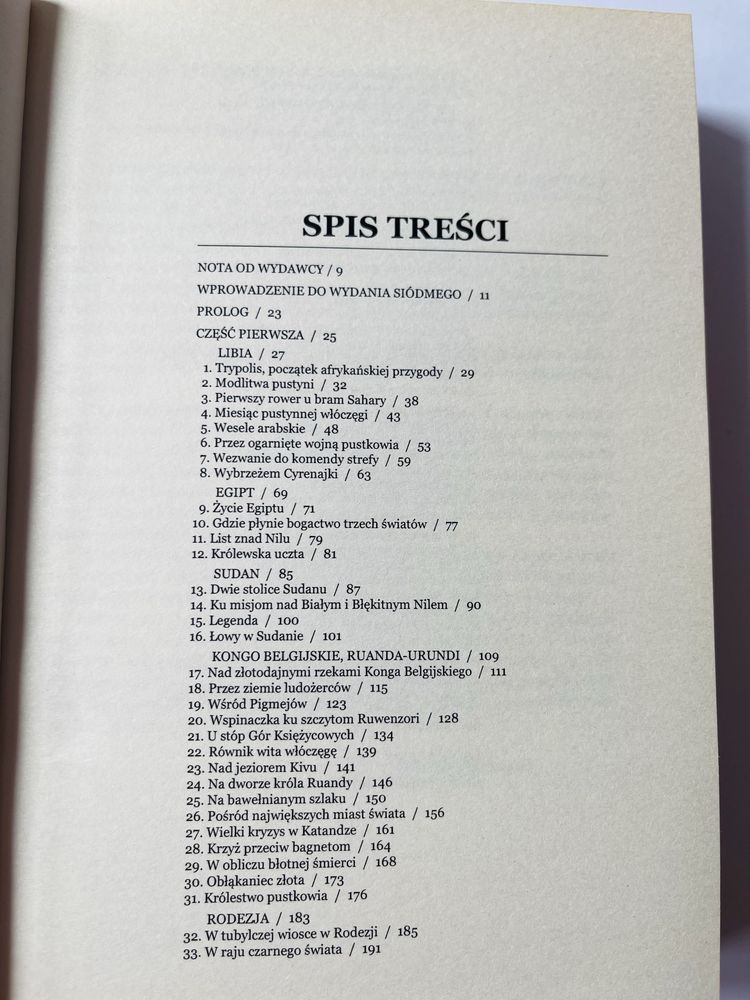 SPIS TREŚCI
NOTA OD WYDAWCY / 9
WPROWADZENIE DO WYDANIA SIÓDMEGO / 11
PROLOG / 23
CZĘŚĆ PIERWSZA / 25
LIBIA / 27
1. Trypolis, początek afrykańskiej przygody / 29
2. Modlitwa pustyni / 32
3. Pierwszy rower u bram Sahary / 38
4. Miesiąc pustynnej włóczęgi / 43
5. Wesele arabskie / 48
6. Przez ogarnięte wojną pustkowia / 53
7. Wezwanie do komendy strefy / 59
8. Wybrzeżem Cyrenajki / 63
EGIPT / 69
9. Życie Egiptu / 71
10. Gdzie płynie bogactwo trzech światów / 77
11. List znad Nilu / 79
12. Królewska uczta / 81
SUDAN / 85
13. Dwie stolice Sudanu / 87
14. Ku misjom nad Białym i Błękitnym Nilem / 90
15. Legenda / 100
16. Łowy w Sudanie / 101
KONGO BELGIJSKIE, RUANDA-URUNDI / 109
17. Nad złotodajnymi rzekami Konga Belgijskiego / 111
18. Przez ziemie ludożerców / 115
19. Wśród Pigmejów / 123
20. Wspinaczka ku szczytom Ruwenzori / 128
21. U stóp Gór Księżycowych / 134
22. Równik wita włóczęgę / 139
23. Nad jeziorem Kivu / 141
24. Na dworze króla Ruandy / 146
25. Na bawełnianym szlaku / 150
26. Pośród największych miast świata / 156
27. Wielki kryzys w Katandze / 161
28. Krzyż przeciw bagnetom / 164
29. W obliczu błotnej śmierci / 168
30. Obłąkaniec złota / 173
31. Królestwo pustkowia / 176
RODEZJA / 183
32. W tubylczej wiosce w Rodezji / 185
33. W raju czarnego świata / 191